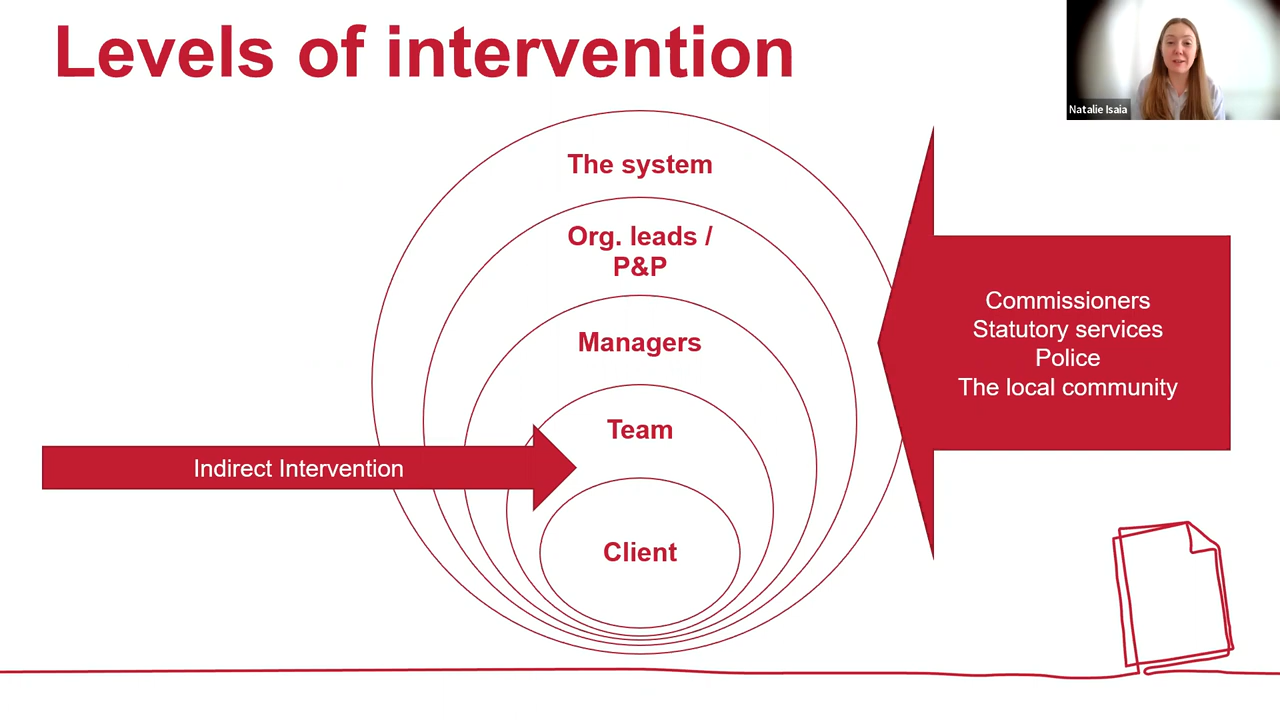 Levels of intervention
Natalie Isaia
The system
Org. leads /
P&P
Managers
Team
Client
Indirect Intervention
Commissioners
Statutory services
Police
The local community